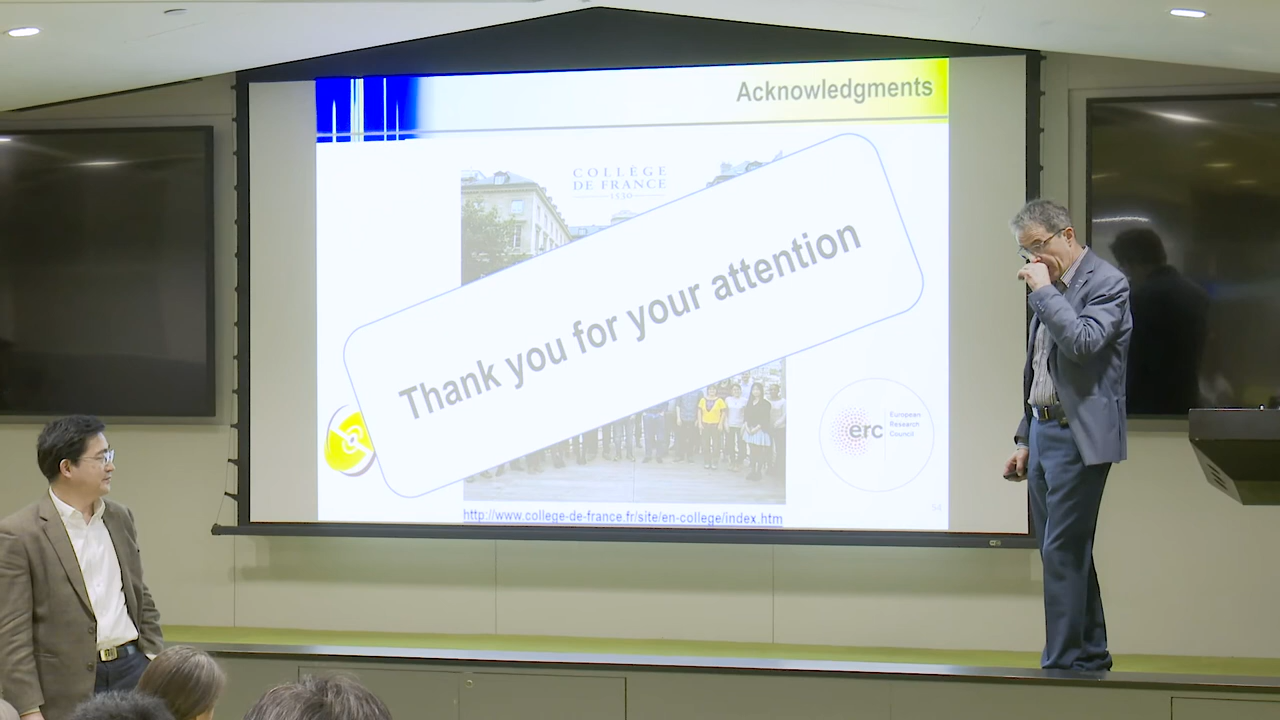 Acknowledgments
COLLÈGE
DE FRANCE
1530
Thank you for your attention
erc
European
Research
Council
http://www.college-de-france.fr/site/en-college/index.htm
54